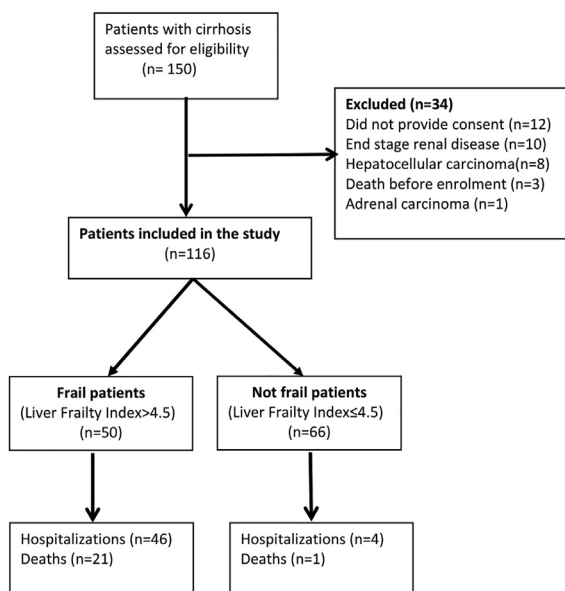 Patients with cirrhosis
assessed for eligibility
(n= 150)
Excluded (n=34)
Did not provide consent (n=12)
End stage renal disease (n=10)
Hepatocellular carcinoma(n=8)
Death before enrolment (n=3)
Adrenal carcinoma (n=1)
Patients included in the study
(n=116)
Frail patients
(Liver Frailty Index>4.5)
(n=50)
Not frail patients
(Liver Frailty Index≤4.5)
(n=66)
Hospitalizations (n=46)
Deaths (n=21)
Hospitalizations (n=4)
Deaths (n=1)